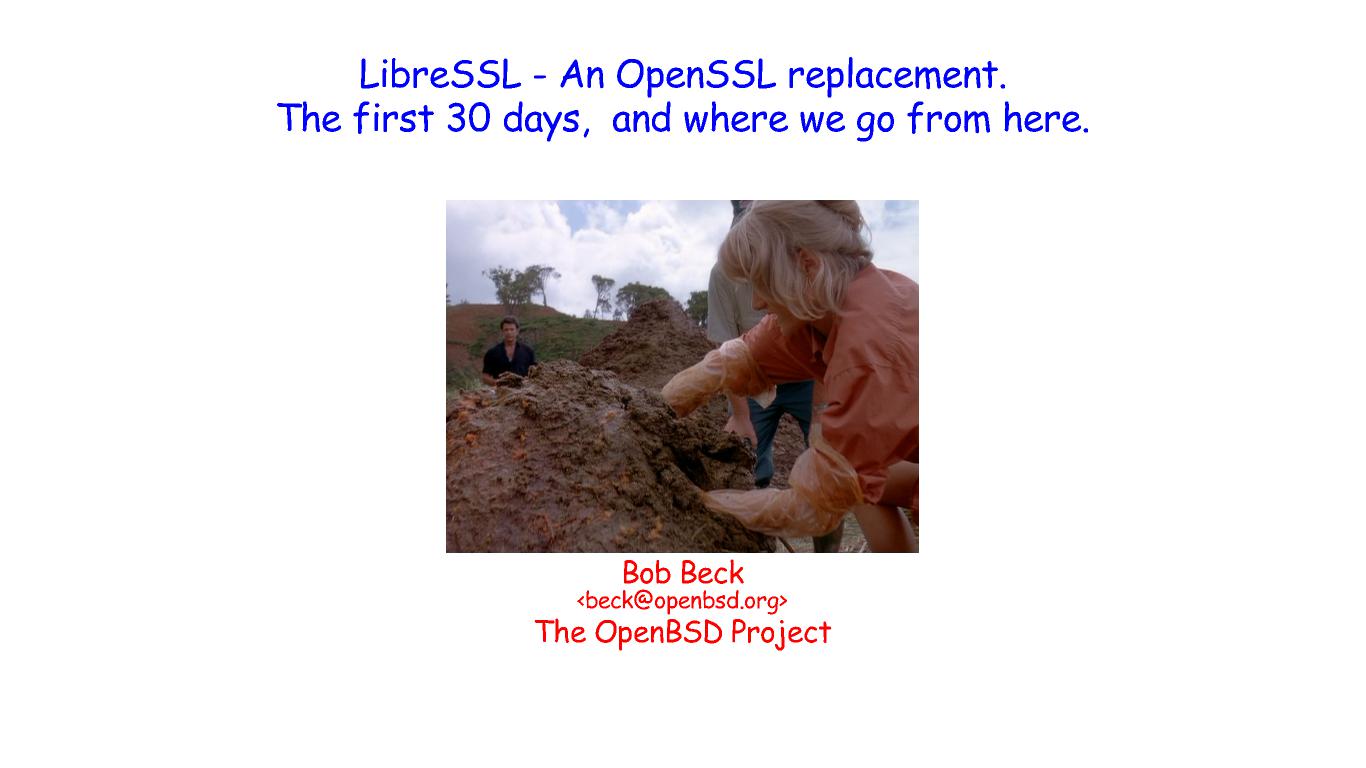 LibreSSL - An OpenSSL replacement.
The first 30 days,  and where we go from here.
Bob Beck
<beck@openbsd.org>
The OpenBSD Project